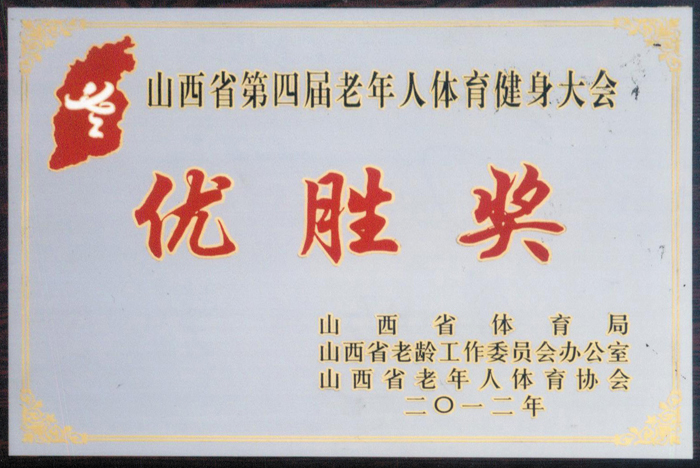 山西省第四届老年人体育健身大会
优胜奖
山西省体育局
山西省老龄工作委员会办公室
山西省老年人体育协会
二〇一二年